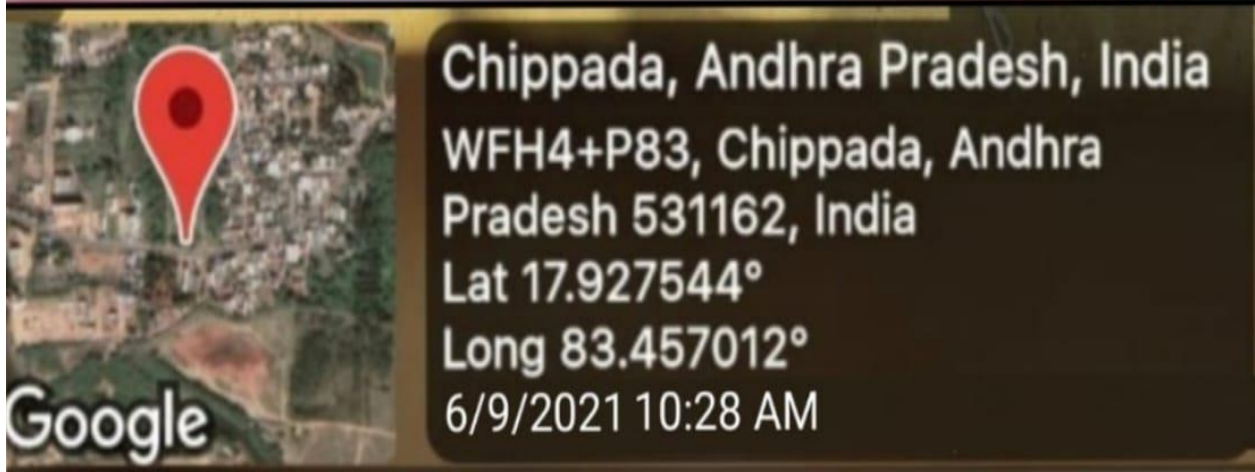 Chippada, Andhra Pradesh, India
WFH4+P83, Chippada, Andhra
Pradesh 531162, India
Lat 17.927544°
Long 83.457012°
6/9/2021 10:28 AM
Google